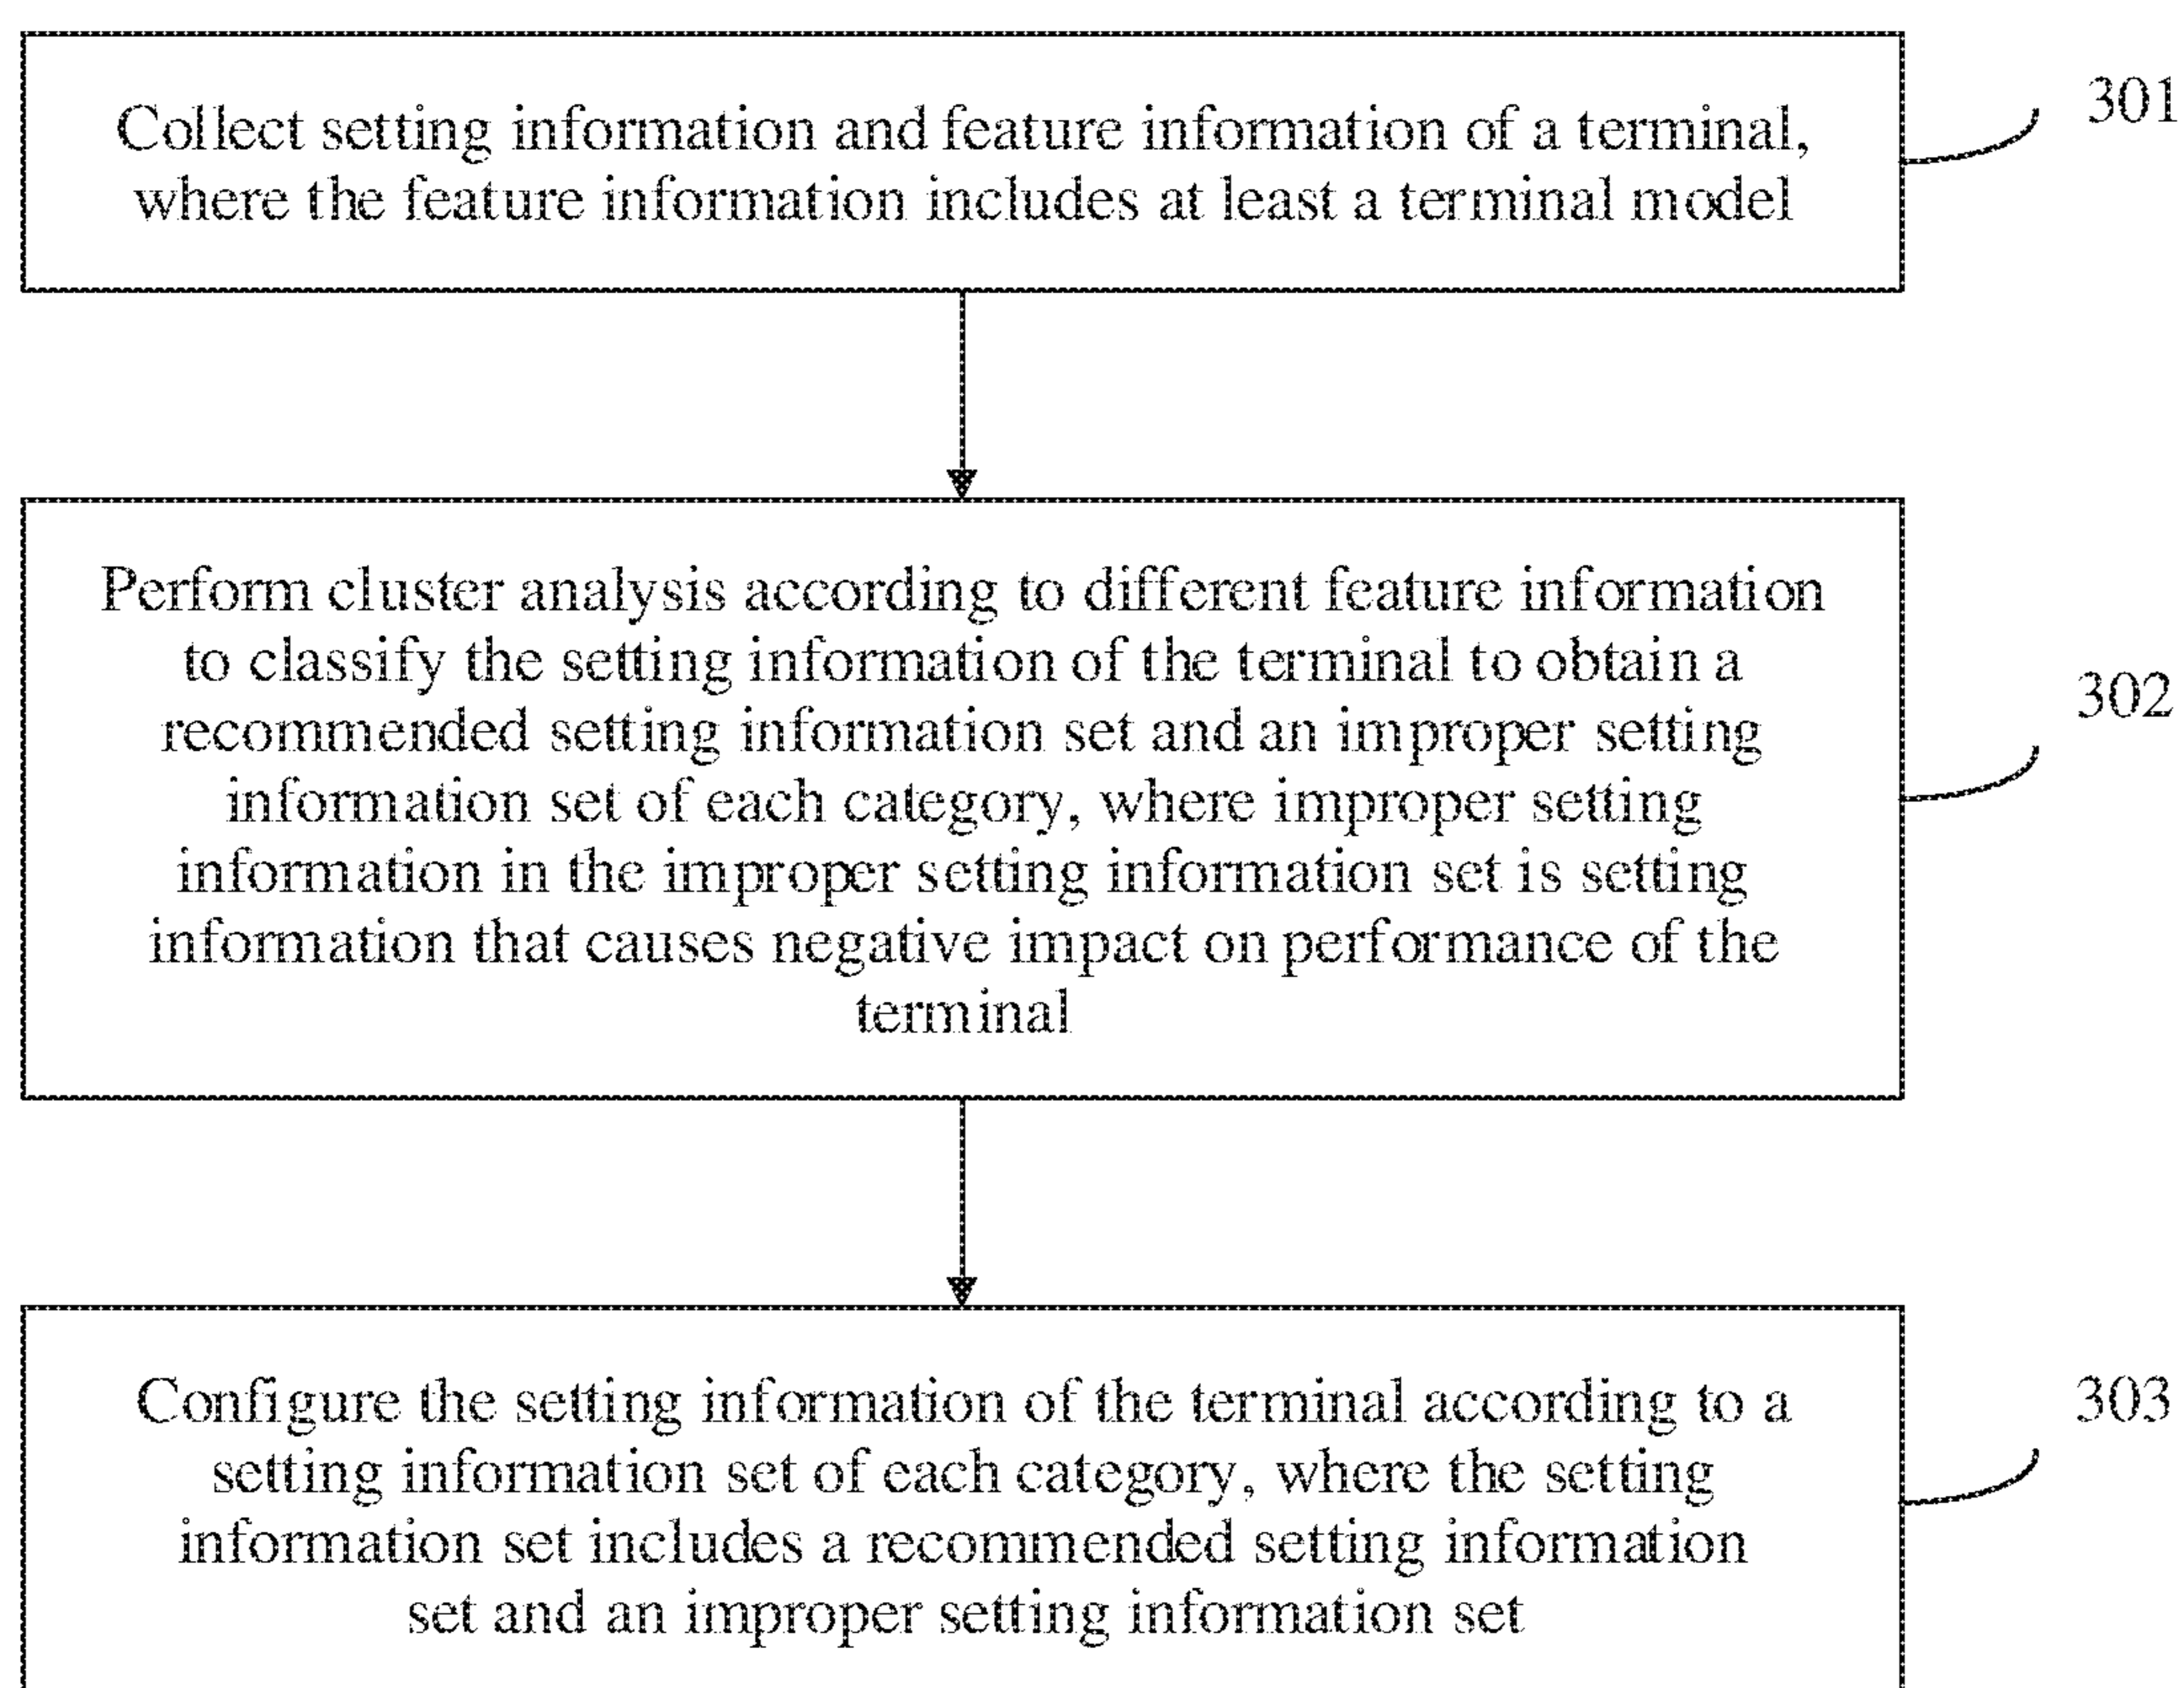 Collect setting information and feature information of a terminal,
where the feature information includes at least a terminal model
301
Perform cluster analysis according to different feature information
to classify the setting information of the terminal to obtain a
recommended setting information set and an improper setting
information set of each category, where improper setting
information in the improper setting information set is setting
information that causes negative impact on performance of the
terminal
302
Configure the setting information of the terminal according to a
setting information set of each category, where the setting
information set includes a recommended setting information
set and an improper setting information set
303